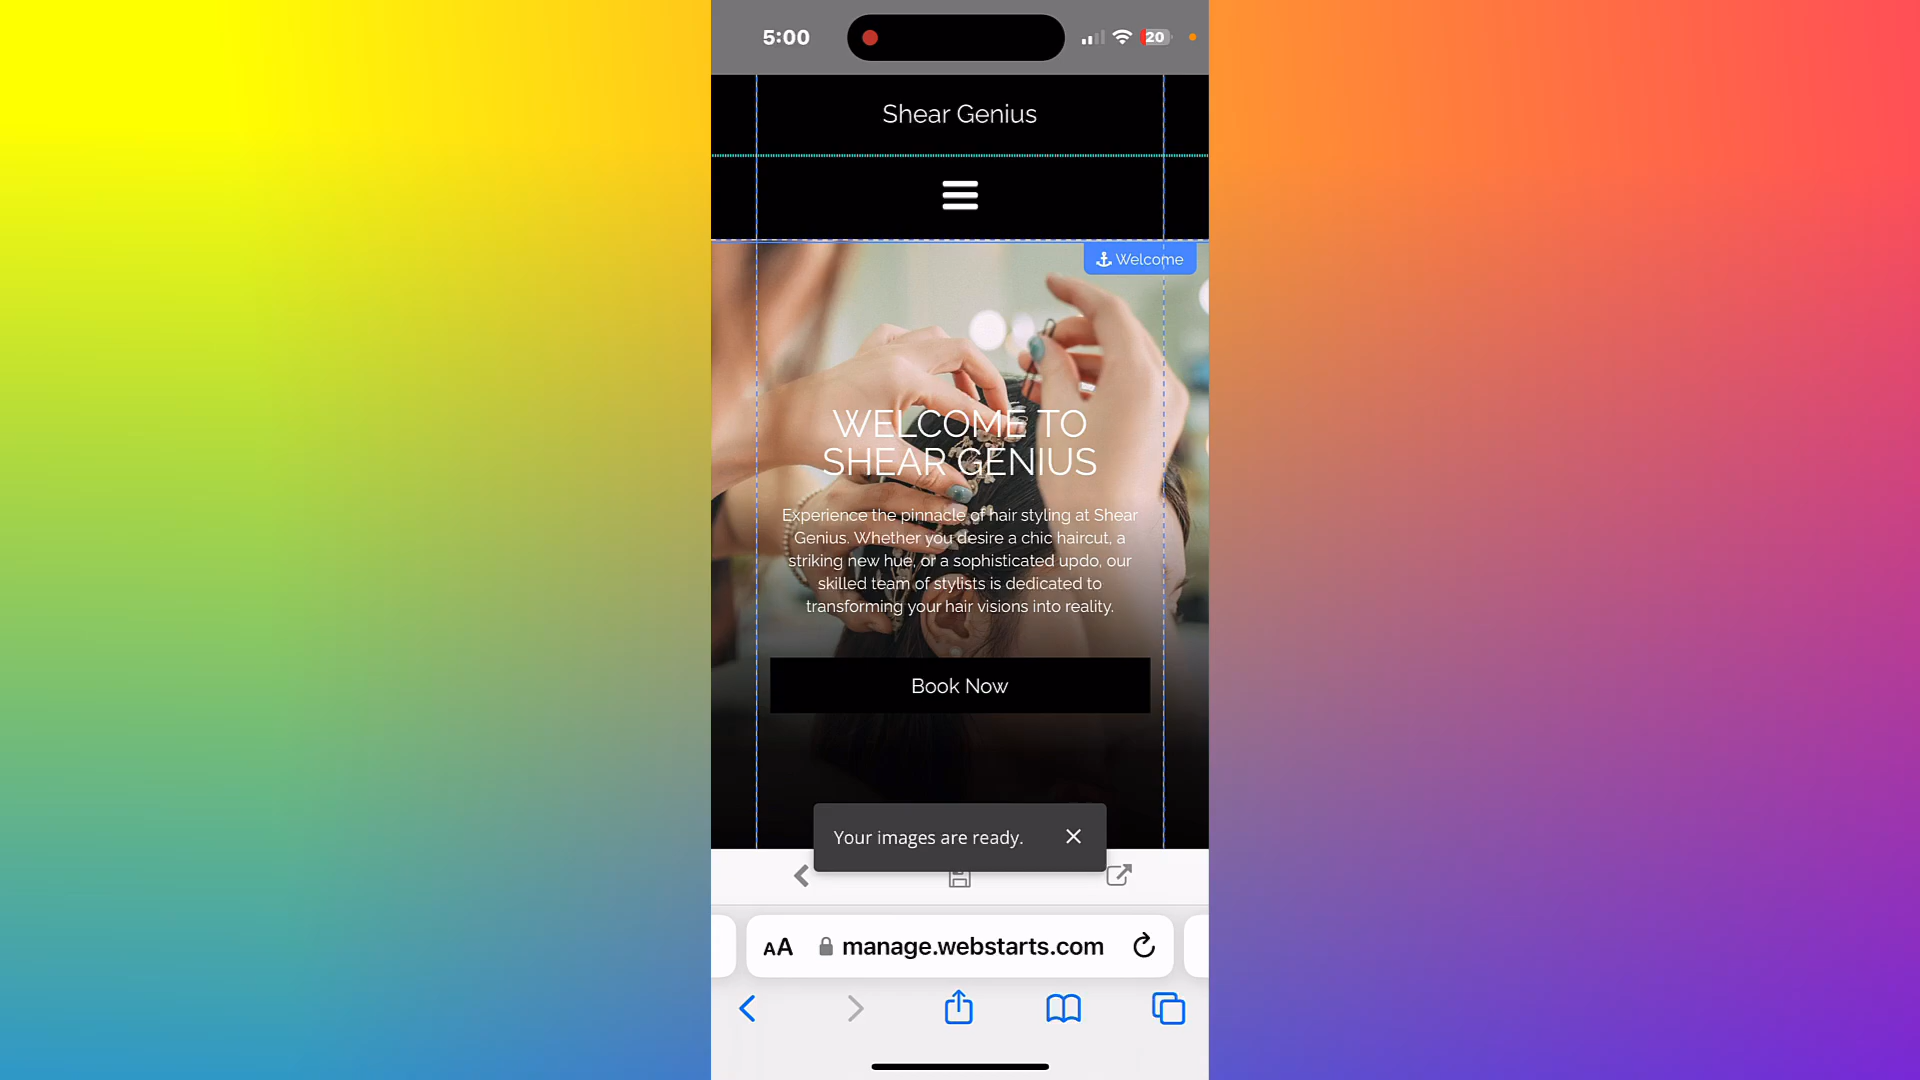 5:00
20
Shear Genius
Welcome
WELCOME TO
SHEAR GENIUS
Experience the pinnacle of hair styling at Shear
Genius. Whether you desire a chic haircut, a
striking new hue, or a sophisticated updo, our
skilled team of stylists is dedicated to
transforming your hair visions into reality.
Book Now
Your images are ready.
AA manage.webstarts.com